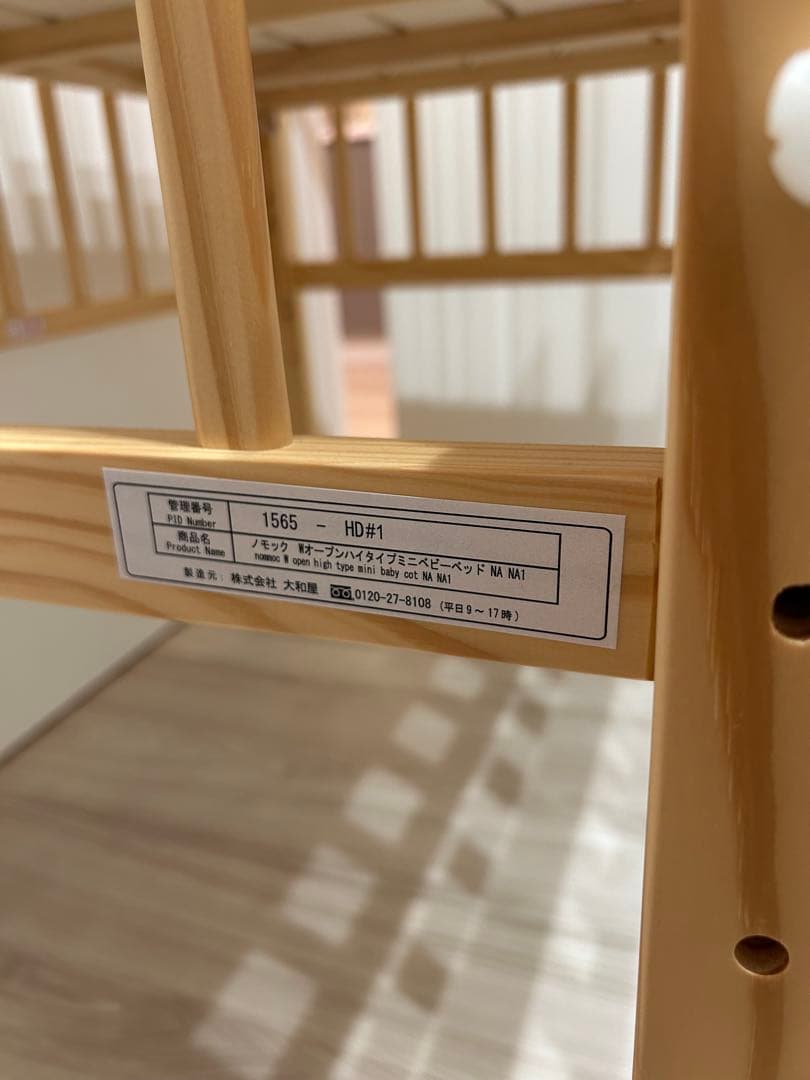 管理番号 1565 - HD#1
PID Number
商品名 ノモック Wオープンハイタイプミニベビーベッド NA NA1
Product Name nommoc W open high type mini baby cot NA NA1
製造元: 株式会社 大和屋 0120-27-8108 (平日9～17時)